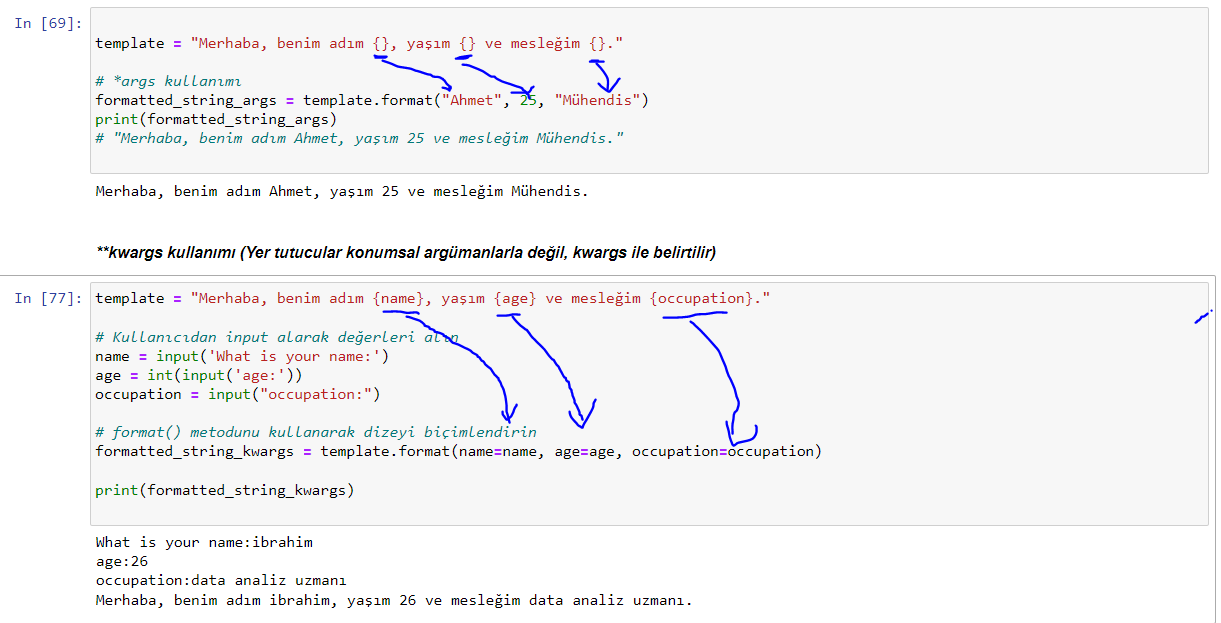 In [69]:
template = "Merhaba, benim adım {}, yaşım {} ve mesleğim {}."
# *args kullanımı
formatted_string_args = template.format("Ahmet", 25, "Mühendis")
print(formatted_string_args)
# "Merhaba, benim adım Ahmet, yaşım 25 ve mesleğim Mühendis."
Merhaba, benim adım Ahmet, yaşım 25 ve mesleğim Mühendis.
**kwargs kullanımı (Yer tutucular konumsal argümanlarla değil, kwargs ile belirtilir)
In [77]:
template = "Merhaba, benim adım {name}, yaşım {age} ve mesleğim {occupation}."
# Kullanıcıdan input alarak değerleri alın
name = input('What is your name:')
age = int(input('age:'))
occupation = input("occupation:")
# format() metodunu kullanarak dizeyi biçimlendirin
formatted_string_kwargs = template.format(name=name, age=age, occupation=occupation)
print(formatted_string_kwargs)
What is your name:ibrahim
age:26
occupation:data analiz uzmanı
Merhaba, benim adım ibrahim, yaşım 26 ve mesleğim data analiz uzmanı.